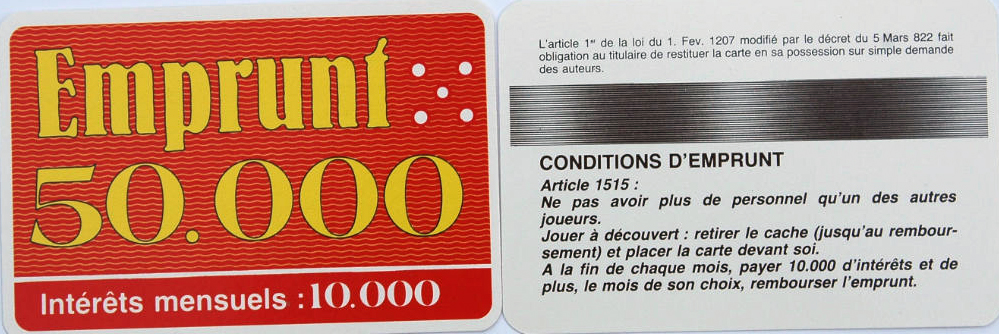 Emprunt
50.000
Intérêts mensuels : 10.000
L'article 1er de la loi du 1. Fev. 1207 modifié par le décret du 5 Mars 822 fait
obligation au titulaire de restituer la carte en sa possession sur simple demande
des auteurs.
CONDITIONS D'EMPRUNT
Article 1515 :
Ne pas avoir plus de personnel qu'un des autres
joueurs.
Jouer à découvert : retirer le cache (jusqu'au rembour-
sement) et placer la carte devant soi.
A la fin de chaque mois, payer 10.000 d'intérêts et de
plus, le mois de son choix, rembourser l'emprunt.